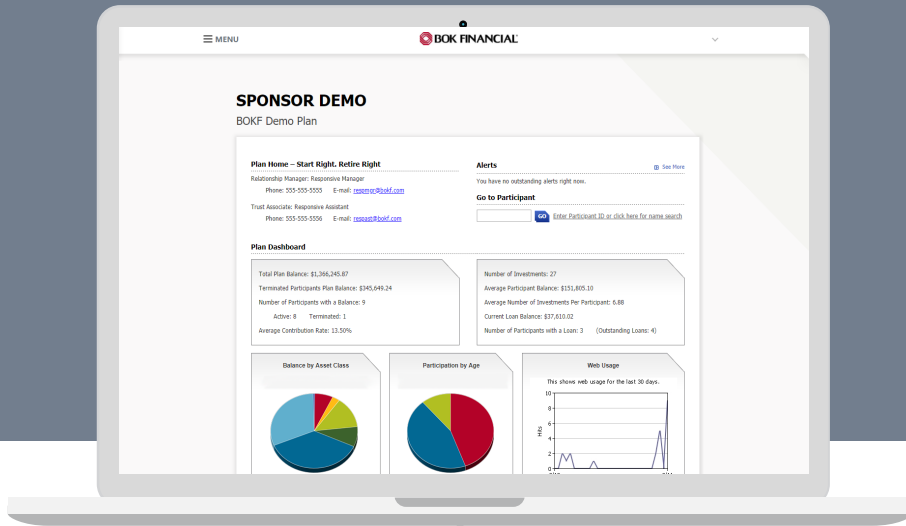 MENU
BOK FINANCIAL
SPONSOR DEMO
BOKF Demo Plan
Plan Home – Start Right. Retire Right
Relationship Manager: Responsive Manager
Phone: 555-555-5555 E-mail: respmgr@bokf.com
Trust Associate: Responsive Assistant
Phone: 555-555-5556 E-mail: respast@bokf.com
Alerts
See More
You have no outstanding alerts right now.
Go to Participant
GO Enter Participant ID or click here for name search
Plan Dashboard
Total Plan Balance: $1,366,245.87
Terminated Participants Plan Balance: $345,649.24
Number of Participants with a Balance: 9
Active: 8 Terminated: 1
Average Contribution Rate: 13.50%
Number of Investments: 27
Average Participant Balance: $151,805.10
Average Number of Investments Per Participant: 6.88
Current Loan Balance: $37,610.02
Number of Participants with a Loan: 3 (Outstanding Loans: 4)
Balance by Asset Class
Participation by Age
Web Usage
This shows web usage for the last 30 days.
10
8
6
Hits
4
2
0